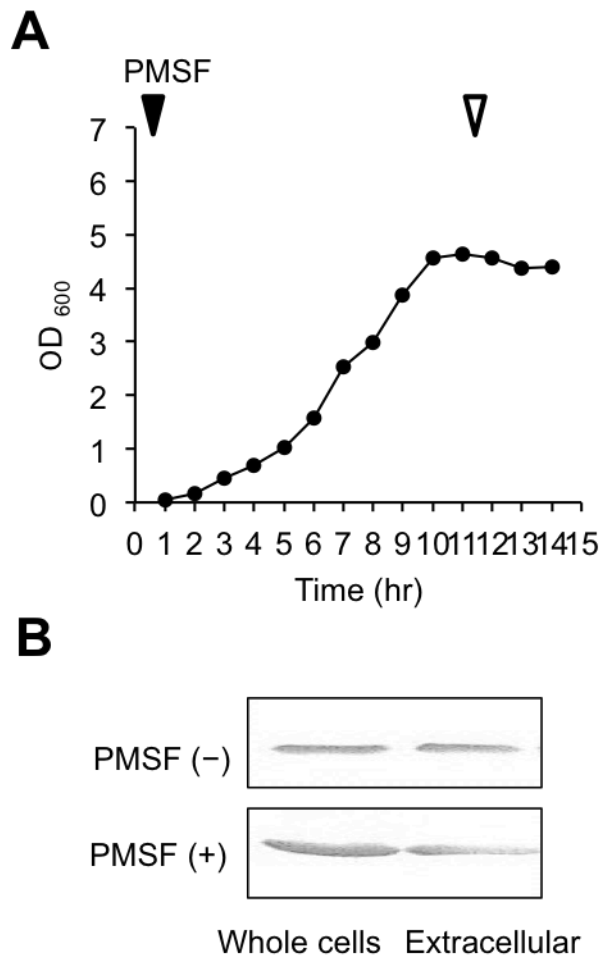 A
PMSF
7
6
5
4
3
2
1
0
OD 600
0 1 2 3 4 5 6 7 8 9 10 11 12 13 14 15
Time (hr)
B
PMSF (−)
PMSF (+)
Whole cells Extracellular